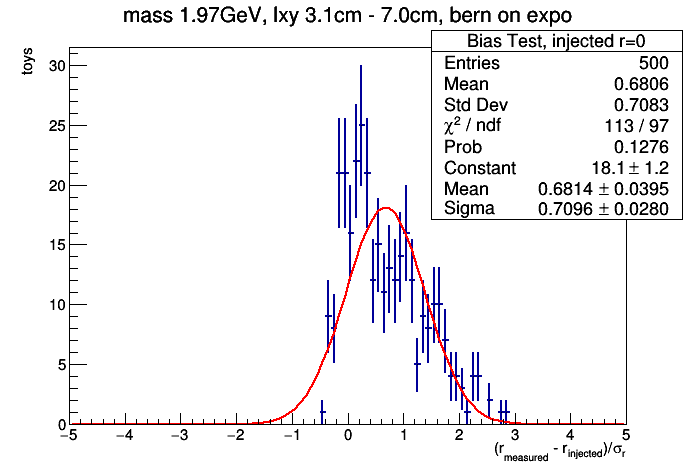 mass 1.97GeV, lxy 3.1cm - 7.0cm, bern on expo
Bias Test, injected r=0
Entries 500
Mean 0.6806
Std Dev 0.7083
χ² / ndf 113 / 97
Prob 0.1276
Constant 18.1 ± 1.2
Mean 0.6814 ± 0.0395
Sigma 0.7096 ± 0.0280
toys
30
25
20
15
10
5
0
−5 −4 −3 −2 −1 0 1 2 3 4 5
(r_measured - r_injected)/σ_r